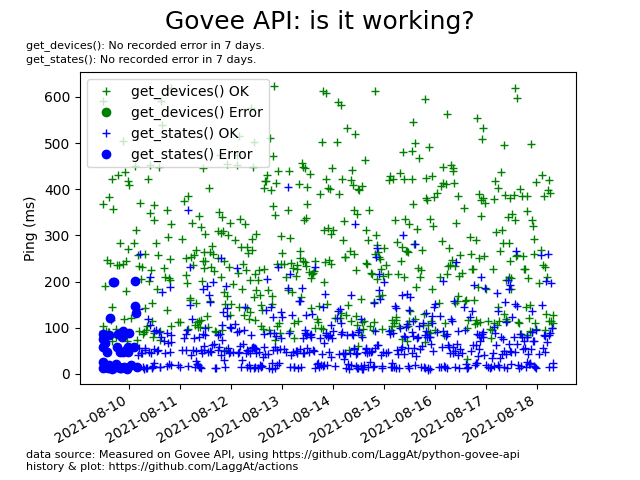 Govee API: is it working?
get_devices(): No recorded error in 7 days.
get_states(): No recorded error in 7 days.
get_devices() OK
get_devices() Error
get_states() OK
get_states() Error
Ping (ms)
600
500
400
300
200
100
0
2021-08-10
2021-08-11
2021-08-12
2021-08-13
2021-08-14
2021-08-15
2021-08-16
2021-08-17
2021-08-18
data source: Measured on Govee API, using https://github.com/LaggAt/python-govee-api
history & plot: https://github.com/LaggAt/actions